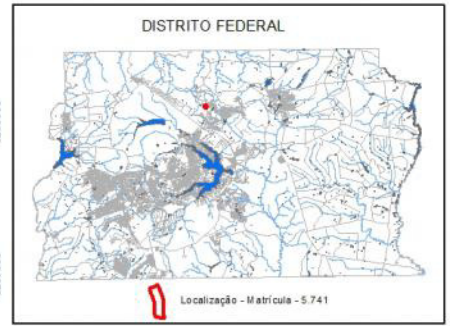 DISTRITO FEDERAL
Localização - Matrícula - 5.741